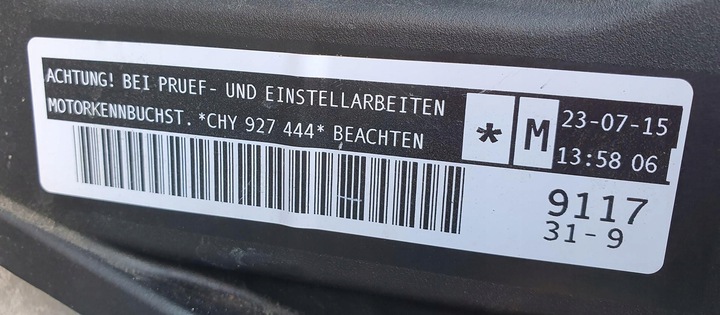 ACHTUNG! BEI PRUEF- UND EINSTELLARBEITEN
MOTORKENNBUCHST. *CHY 927 444* BEACHTEN
* M
23-07-15
13:58 06
9117
31-9